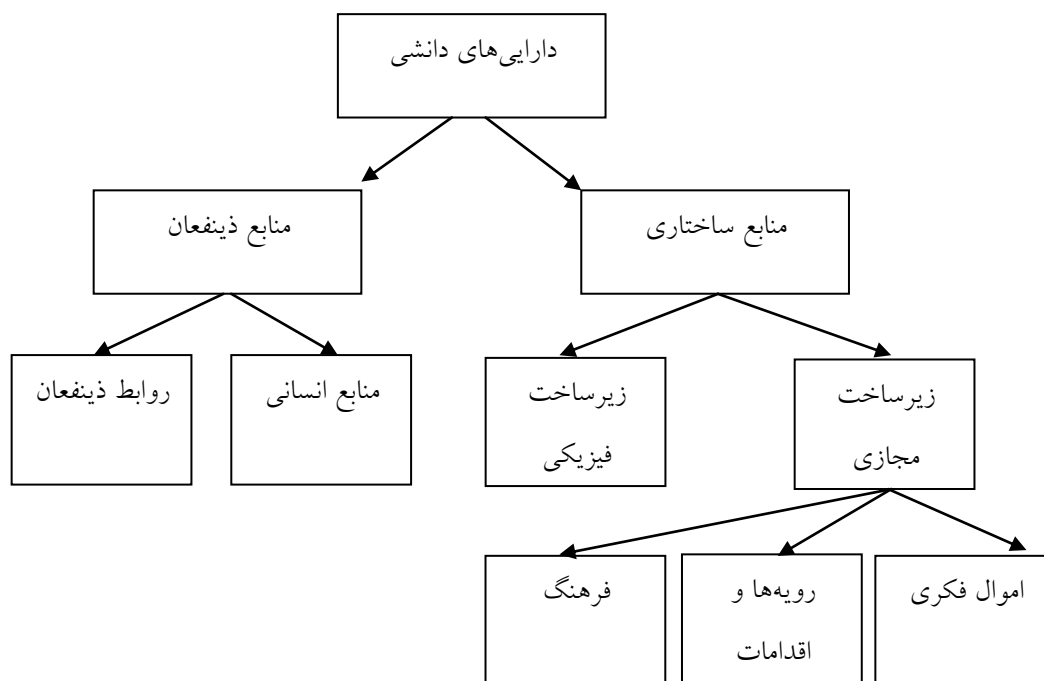 دارایی‌های دانشی
منابع ساختاری
منابع ذینفعان
زیرساخت
مجازی
زیرساخت
فیزیکی
منابع انسانی
روابط ذینفعان
اموال فکری
رویه‌ها و
اقدامات
فرهنگ